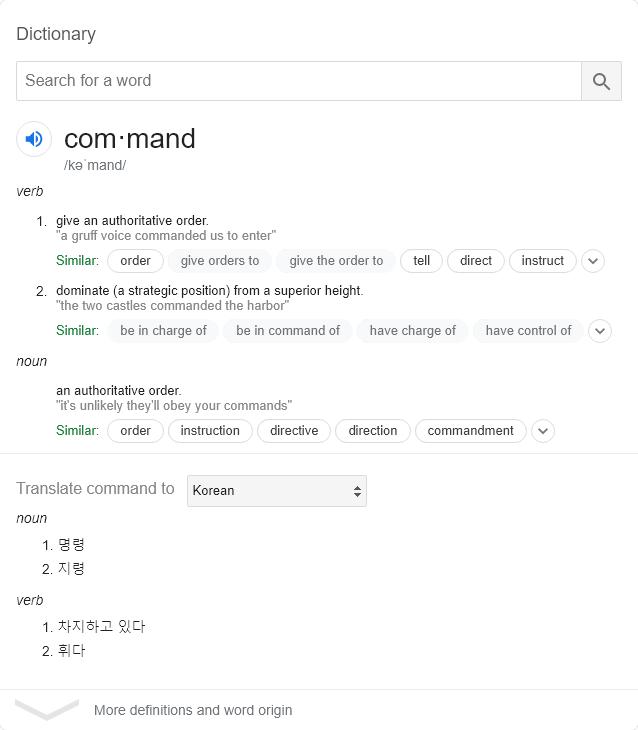 Dictionary
Search for a word
com·mand
/kəˈmand/
verb
1. give an authoritative order.
"a gruff voice commanded us to enter"
Similar: order give orders to give the order to tell direct instruct
2. dominate (a strategic position) from a superior height.
"the two castles commanded the harbor"
Similar: be in charge of be in command of have charge of have control of
noun
an authoritative order.
"it's unlikely they'll obey your commands"
Similar: order instruction directive direction commandment
Translate command to Korean
noun
1. 명령
2. 지령
verb
1. 차지하고 있다
2. 휘다
More definitions and word origin